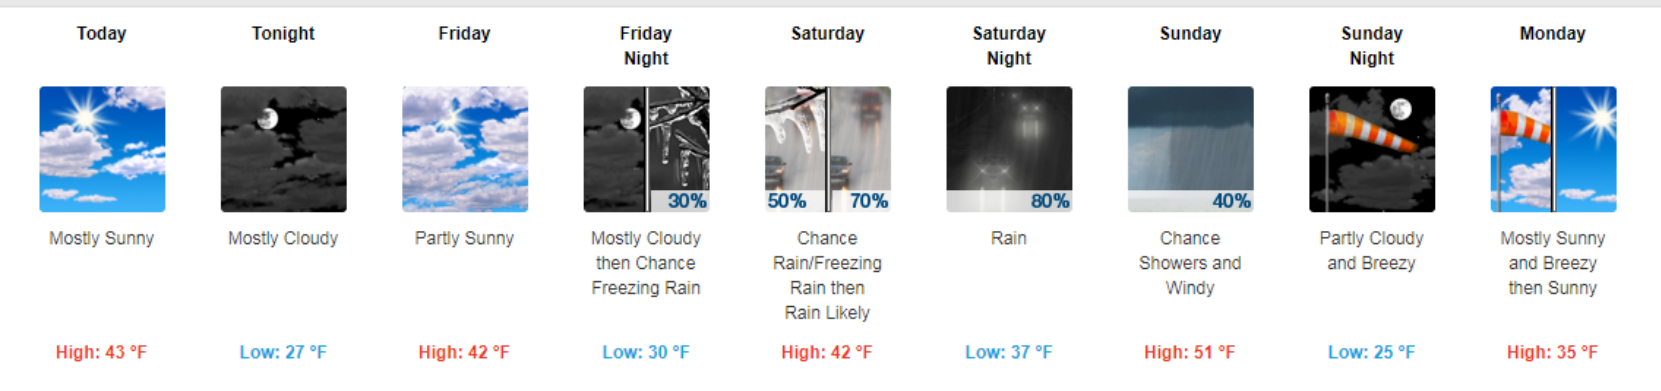 Today
Mostly Sunny
High: 43 °F
Tonight
Mostly Cloudy
Low: 27 °F
Friday
Partly Sunny
High: 42 °F
Friday
Night
30%
Mostly Cloudy
then Chance
Freezing Rain
Low: 30 °F
Saturday
50% 70%
Chance
Rain/Freezing
Rain then
Rain Likely
High: 42 °F
Saturday
Night
80%
Rain
Low: 37 °F
Sunday
40%
Chance
Showers and
Windy
High: 51 °F
Sunday
Night
Partly Cloudy
and Breezy
Low: 25 °F
Monday
Mostly Sunny
and Breezy
then Sunny
High: 35 °F